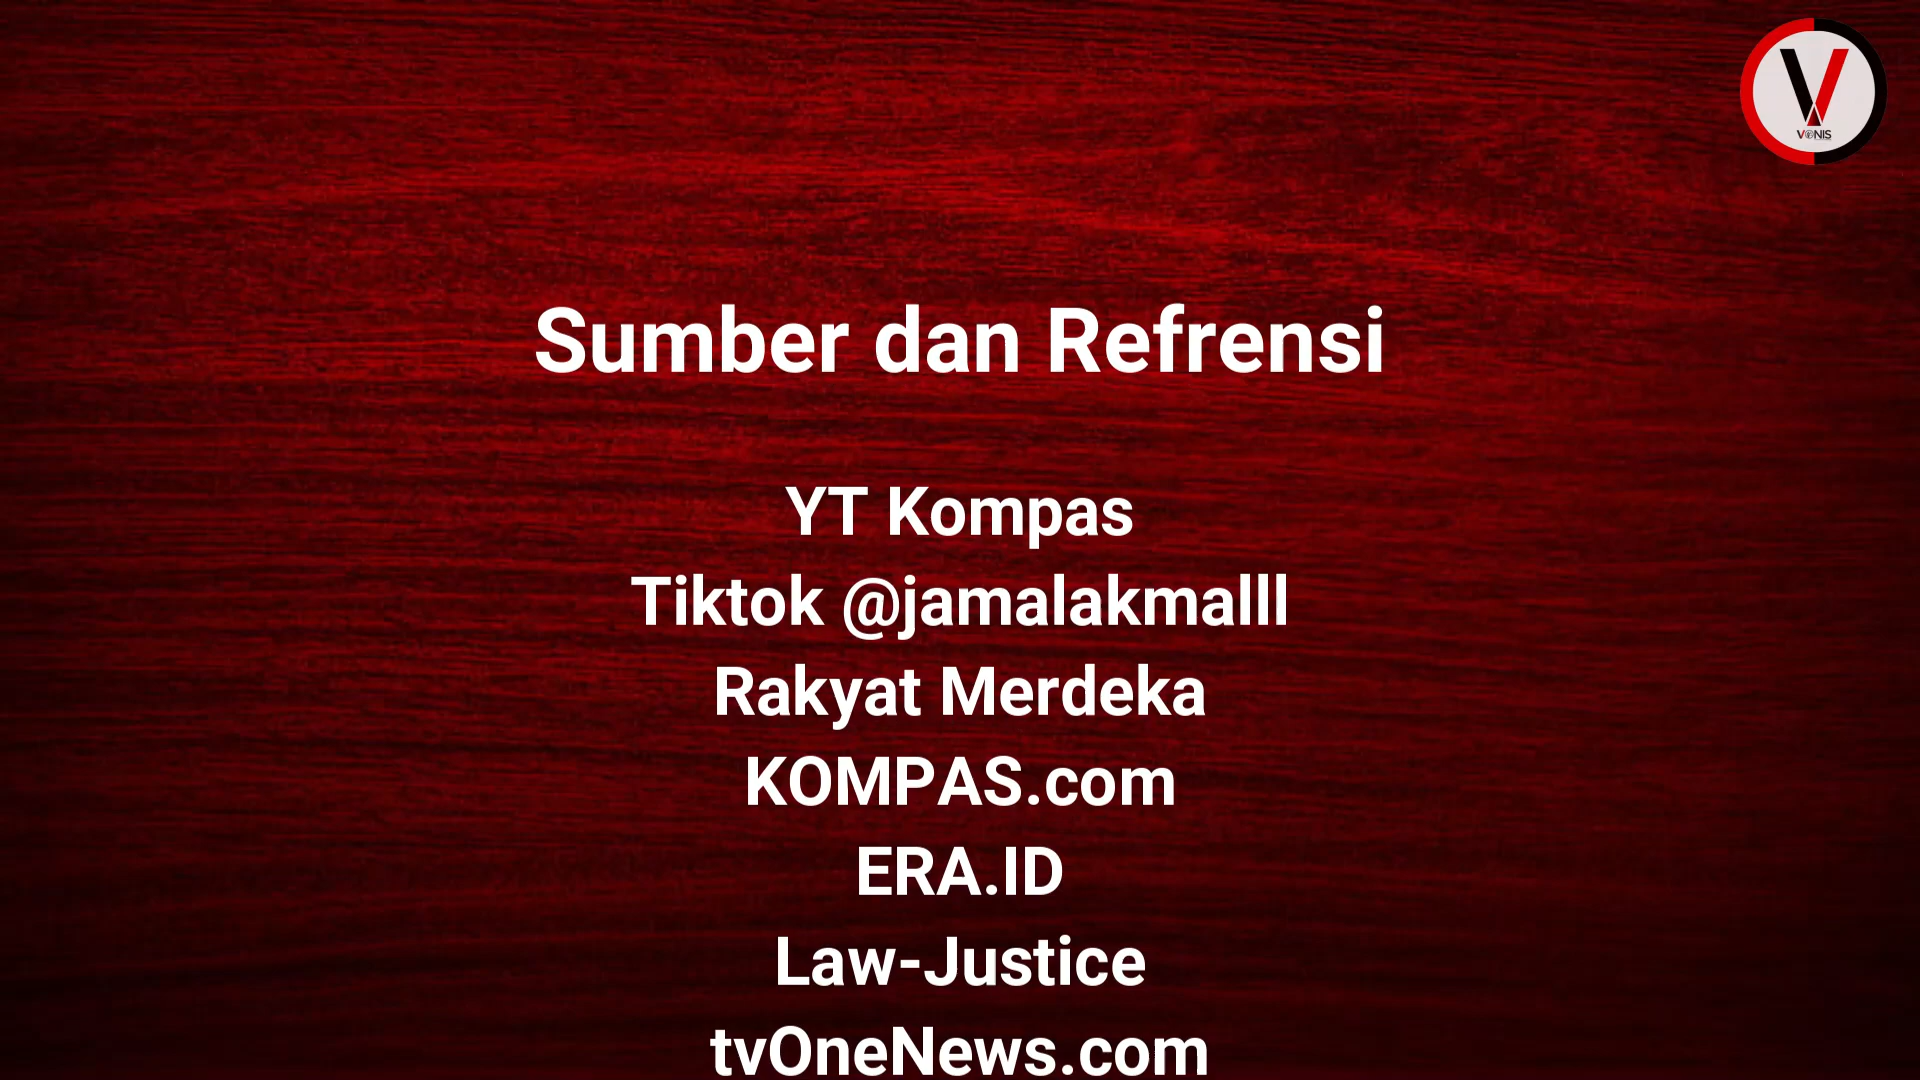 VONIS
Sumber dan Refrensi
YT Kompas
Tiktok @jamalakmalll
Rakyat Merdeka
KOMPAS.com
ERA.ID
Law-Justice
tvOneNews.com